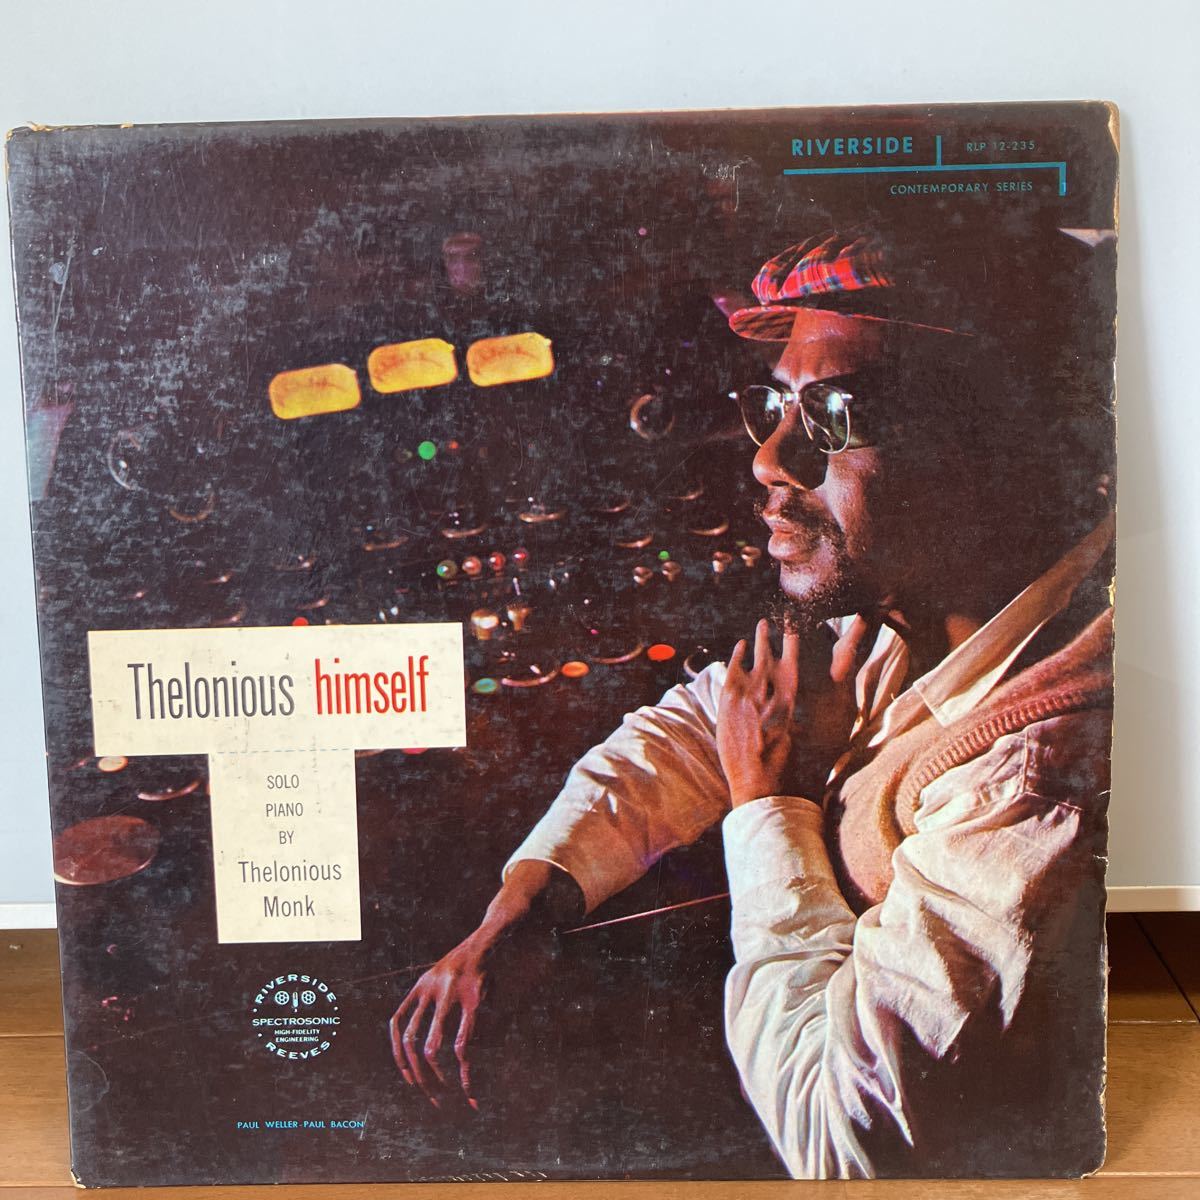 RIVERSIDE
RLP 12-235
CONTEMPORARY SERIES
Thelonious himself
SOLO
PIANO
BY
Thelonious
Monk
RIVERSIDE
SPECTROSONIC
HIGH-FIDELITY
ENGINEERING
REEVES
PAUL WELLER-PAUL BACON